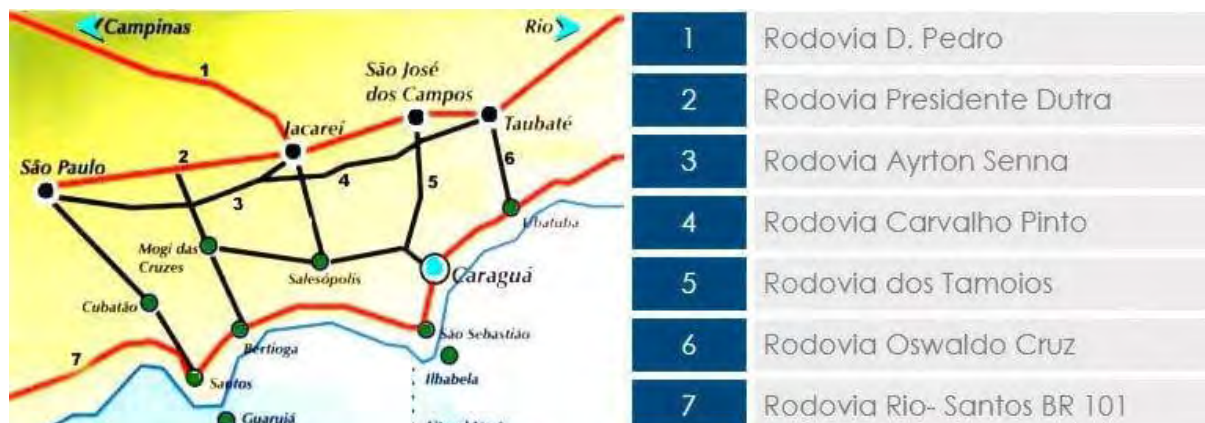 Campinas
Rio
1
São José
dos Campos
Jacareí
Taubaté
2
São Paulo
6
4
5
3
Ubatuba
Mogi das
Cruzes
Salesópolis
Caraguá
Cubatão
São Sebastião
Bertioga
7
Ilhabela
Santos
Guarujá
1 Rodovia D. Pedro
2 Rodovia Presidente Dutra
3 Rodovia Ayrton Senna
4 Rodovia Carvalho Pinto
5 Rodovia dos Tamoios
6 Rodovia Oswaldo Cruz
7 Rodovia Rio- Santos BR 101